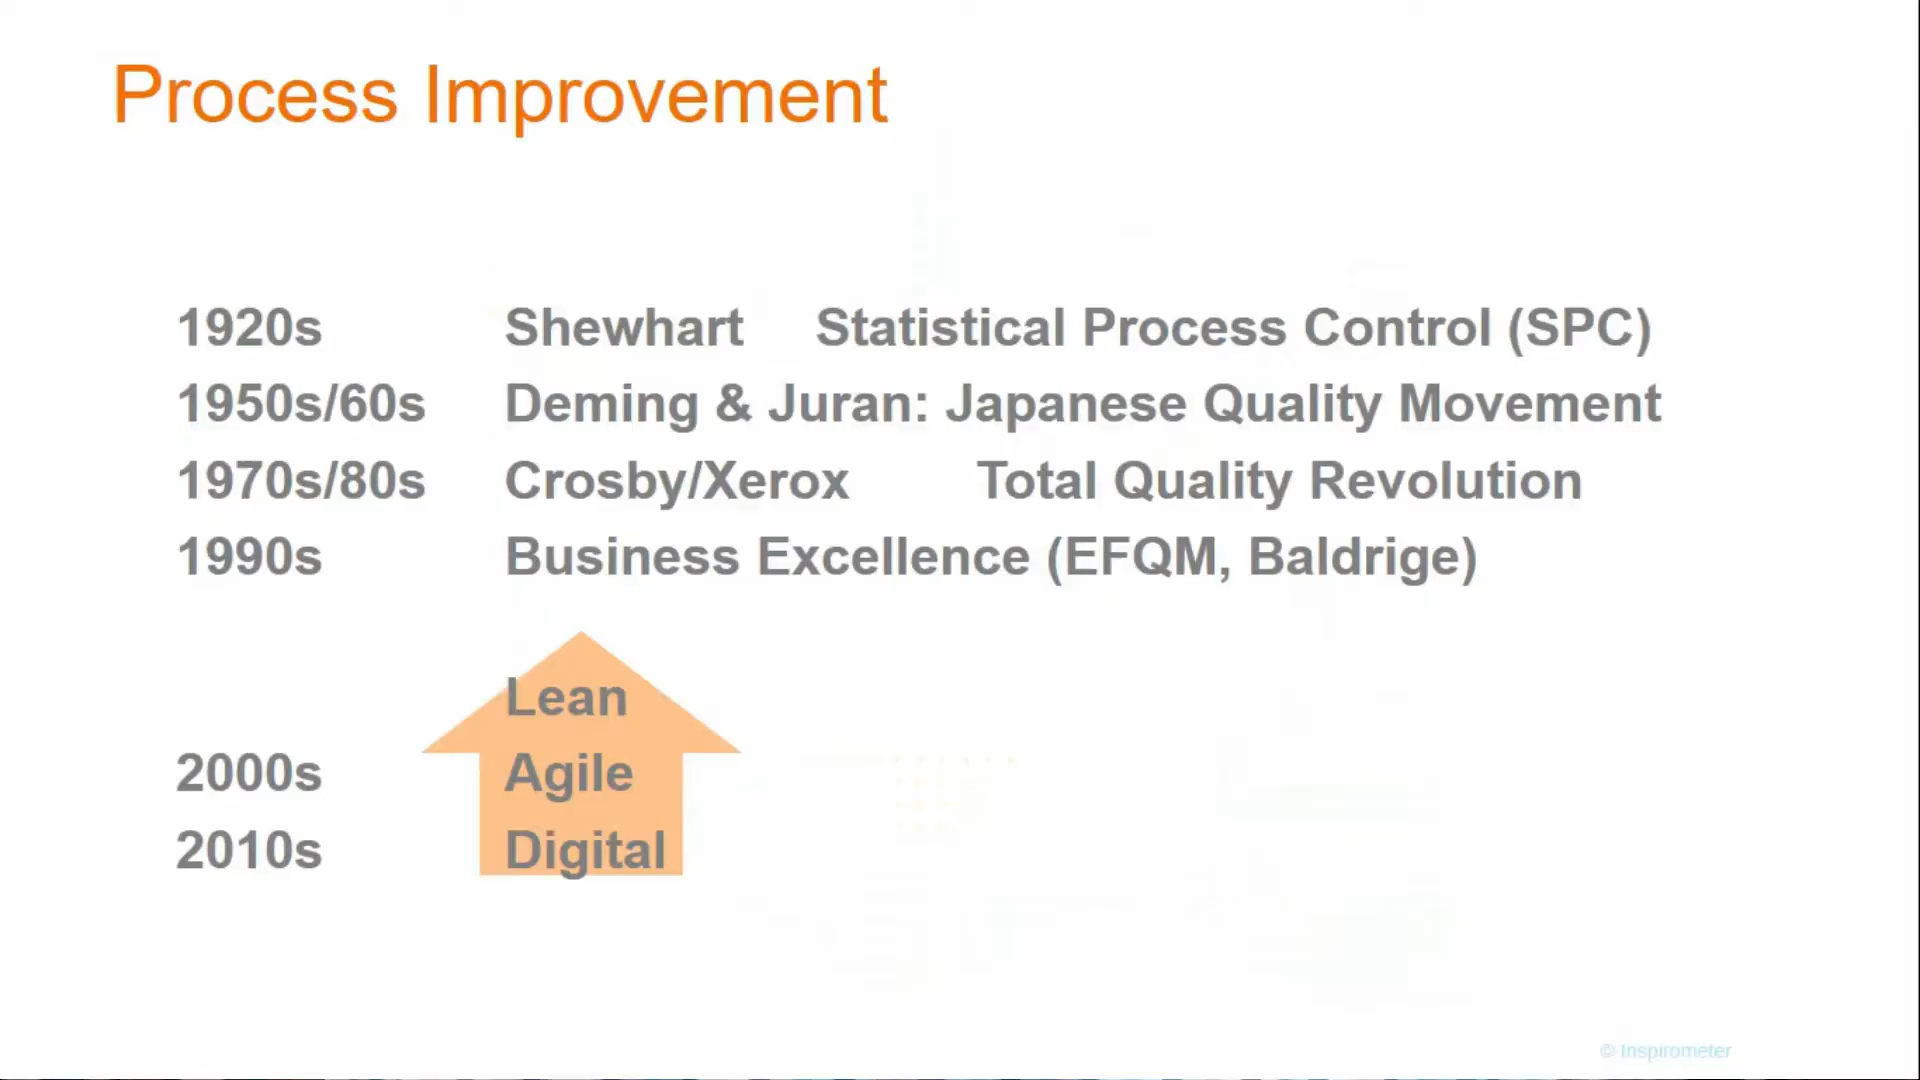 Process Improvement
1920s Shewhart Statistical Process Control (SPC)
1950s/60s Deming & Juran: Japanese Quality Movement
1970s/80s Crosby/Xerox Total Quality Revolution
1990s Business Excellence (EFQM, Baldrige)
Lean
2000s Agile
2010s Digital
© Inspirometer